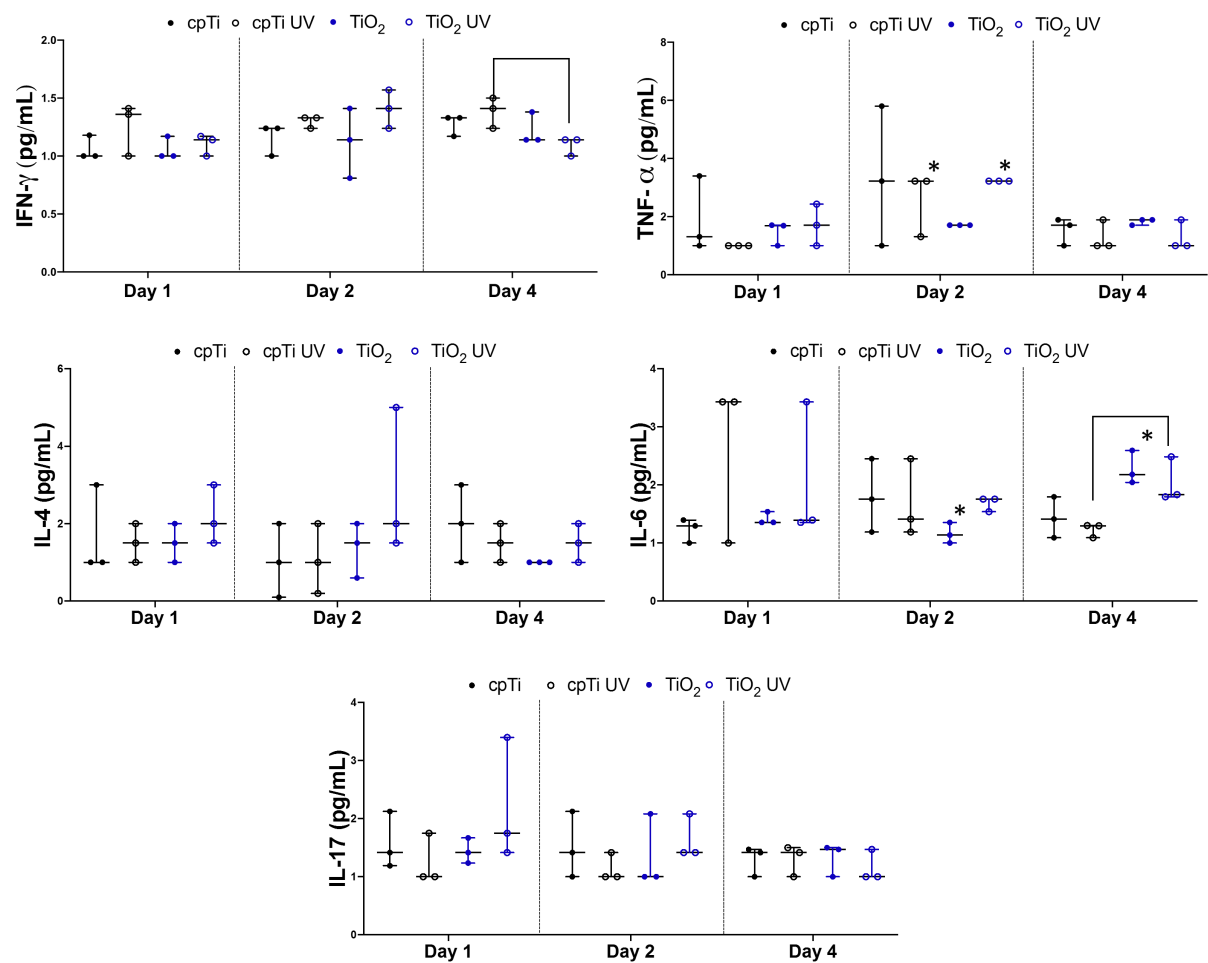 cpTi cpTi UV TiO2 TiO2 UV
2.0
1.5
1.0
0.5
0.0
IFN-γ (pg/mL)
Day 1 Day 2 Day 4
cpTi cpTi UV TiO2 TiO2 UV
8
6
4
2
0
TNF- α (pg/mL)
* *
Day 1 Day 2 Day 4
cpTi cpTi UV TiO2 TiO2 UV
6
4
2
0
IL-4 (pg/mL)
Day 1 Day 2 Day 4
cpTi cpTi UV TiO2 TiO2 UV
4
3
2
1
0
IL-6 (pg/mL)
* *
Day 1 Day 2 Day 4
cpTi cpTi UV TiO2 TiO2 UV
4
3
2
1
0
IL-17 (pg/mL)
Day 1 Day 2 Day 4